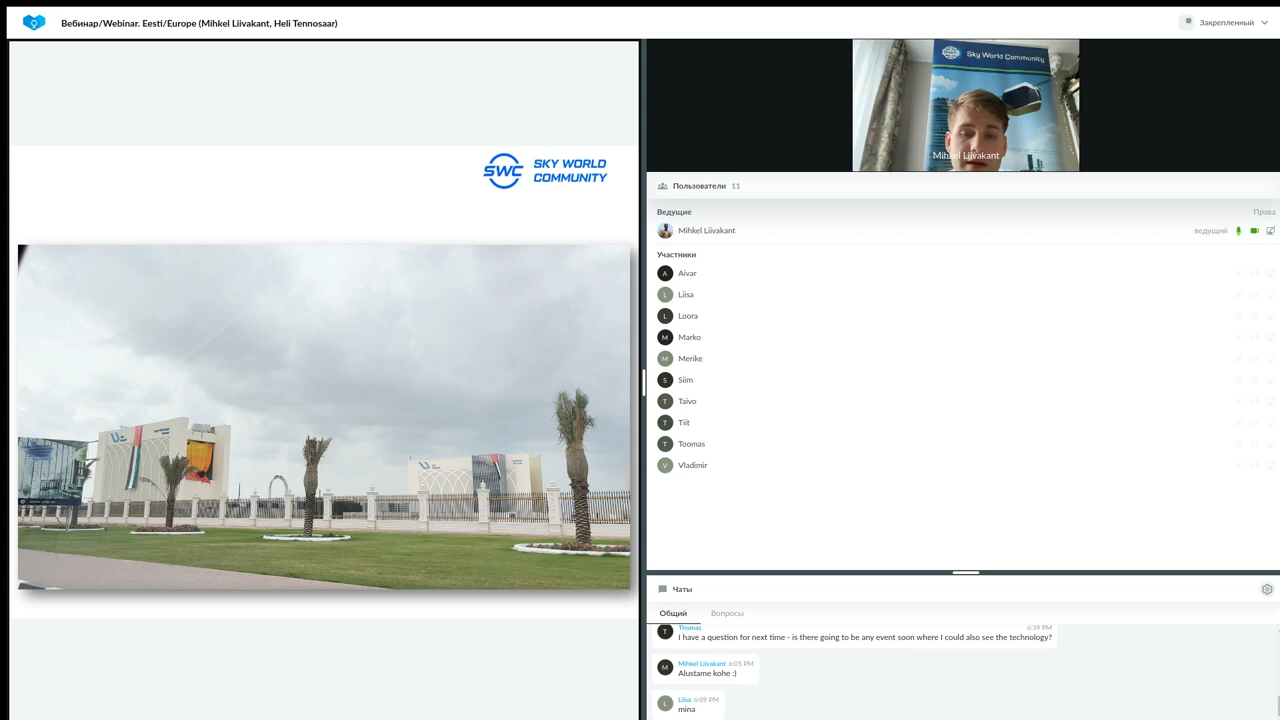 Вебинар/Webinar. Eesti/Europe (Mihkel Liivakant, Heli Tennosaar)
Закрепленный
SWC SKY WORLD
COMMUNITY
Sky World Community
Mihkel Liivakant
Пользователи 11
Ведущие Права
Mihkel Liivakant ведущий
Участники
A Aivar
L Liisa
L Loora
M Marko
M Merike
S Siim
T Taivo
T Tiit
T Toomas
V Vladimir
Чаты
Общий Вопросы
T Thomas 6:39 PM
I have a question for next time - is there going to be any event soon where I could also see the technology?
M Mihkel Liivakant 6:05 PM
Alustame kohe :)
L Liisa 6:09 PM
mina